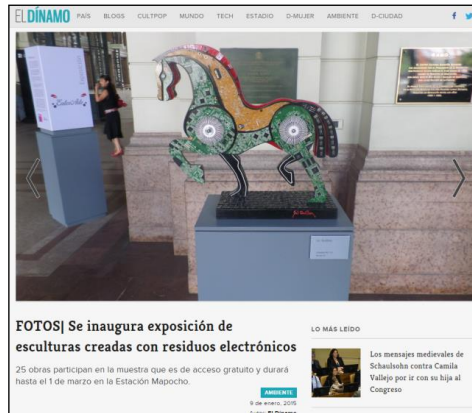 EL DÍNAMO PAÍS BLOGS CULTPOP MUNDO TECH ESTADIO D-MUJER AMBIENTE D-CIUDAD
FOTOS| Se inaugura exposición de
esculturas creadas con residuos electrónicos
25 obras participan en la muestra que es de acceso gratuito y durará
hasta el 1 de marzo en la Estación Mapocho.
AMBIENTE
9 de enero, 2015
LO MÁS LEÍDO
Los mensajes medievales de
Schaulsohn contra Camila
Vallejo por ir con su hija al
Congreso